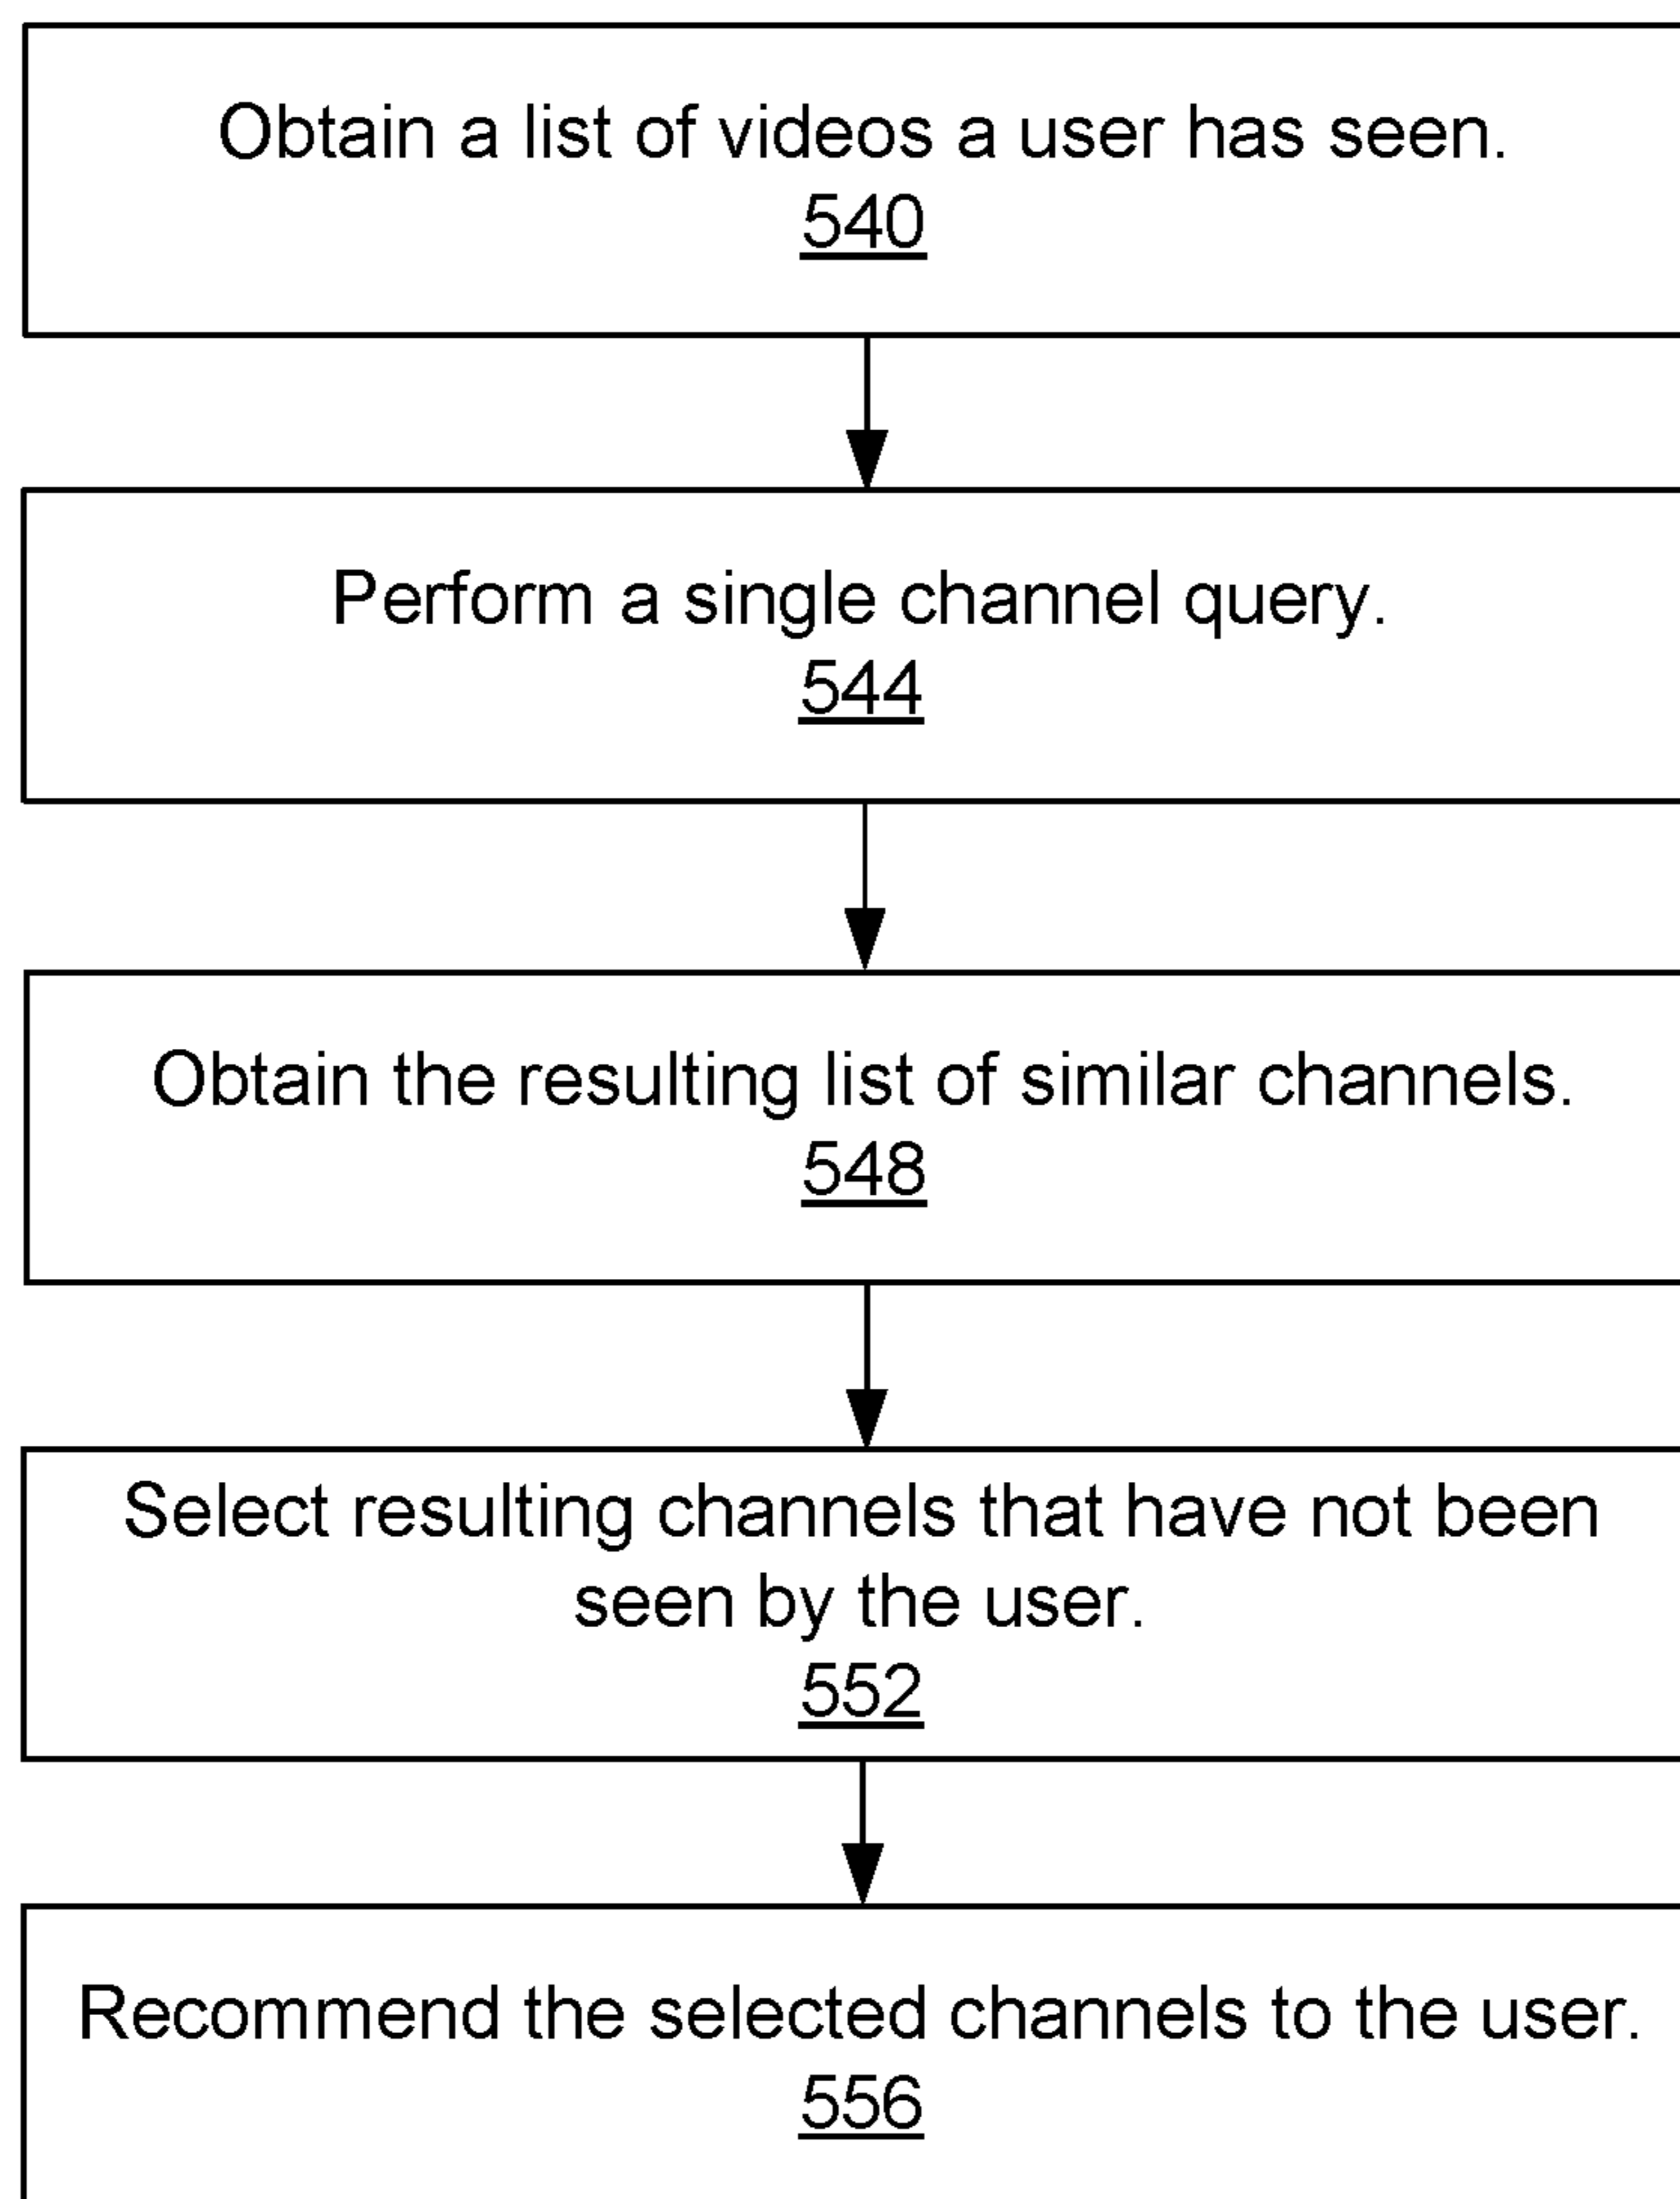 Obtain a list of videos a user has seen.
540
Perform a single channel query.
544
Obtain the resulting list of similar channels.
548
Select resulting channels that have not been
seen by the user.
552
Recommend the selected channels to the user.
556